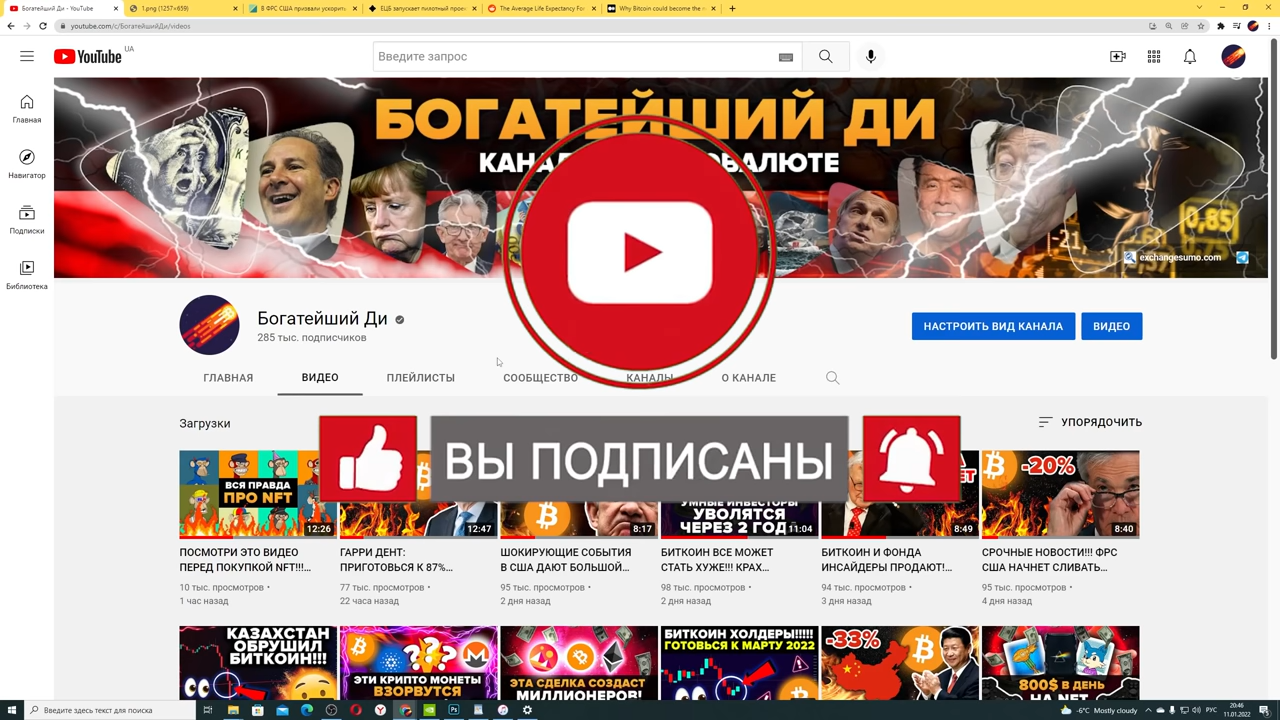 Богатейший Ди - YouTube
1.png (1257×659)
В ФРС США призвали ускорить
ЕЦБ запускает пилотный прое
The Average Life Expectancy For
Why Bitcoin could become the
youtube.com/c/БогатейшийДи/videos
YouTube UA
Введите запрос
Главная
Навигатор
Подписки
Библиотека
БОГАТЕЙШИЙ ДИ
0.85
exchangesumo.com
Богатейший Ди
285 тыс. подписчиков
НАСТРОИТЬ ВИД КАНАЛА
ВИДЕО
ГЛАВНАЯ
ВИДЕО
ПЛЕЙЛИСТЫ
СООБЩЕСТВО
КАНАЛЫ
О КАНАЛЕ
Загрузки
УПОРЯДОЧИТЬ
ВЫ ПОДПИСАНЫ
ВСЯ ПРАВДА
ПРО NFT
12:26
12:47
8:17
УМНЫЕ ИНВЕСТОРЫ
УВОЛЯТСЯ
ЧЕРЕЗ 2 ГОДА
11:04
8:49
-20%
8:40
ПОСМОТРИ ЭТО ВИДЕО
ПЕРЕД ПОКУПКОЙ NFT!!!...
10 тыс. просмотров •
1 час назад
ГАРРИ ДЕНТ:
ПРИГОТОВЬСЯ К 87%...
77 тыс. просмотров •
22 часа назад
ШОКИРУЮЩИЕ СОБЫТИЯ
В США ДАЮТ БОЛЬШОЙ...
95 тыс. просмотров •
2 дня назад
БИТКОИН ВСЕ МОЖЕТ
СТАТЬ ХУЖЕ!!! КРАХ...
98 тыс. просмотров •
2 дня назад
БИТКОИН И ФОНДА
ИНСАЙДЕРЫ ПРОДАЮТ!...
94 тыс. просмотров •
3 дня назад
СРОЧНЫЕ НОВОСТИ!!! ФРС
США НАЧНЕТ СЛИВАТЬ...
95 тыс. просмотров •
4 дня назад
КАЗАХСТАН
ОБРУШИЛ
БИТКОИН!!!
ЭТИ КРИПТО МОНЕТЫ
ВЗОРВУТСЯ
ЭТА СДЕЛКА СОЗДАСТ
МИЛЛИОНЕРОВ!
БИТКОИН ХОЛДЕРЫ!!!!!
ГОТОВЬСЯ К МАРТУ 2022
-33%
800$ В ДЕНЬ
НА NFT
Введите здесь текст для поиска
-6°C Mostly cloudy
РУС
20:46
11.01.2022